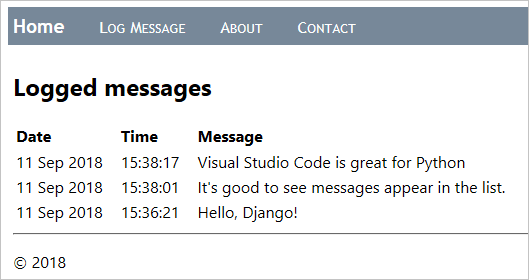 Home Log Message About Contact
Logged messages
Date Time Message
11 Sep 2018 15:38:17 Visual Studio Code is great for Python
11 Sep 2018 15:38:01 It's good to see messages appear in the list.
11 Sep 2018 15:36:21 Hello, Django!
© 2018